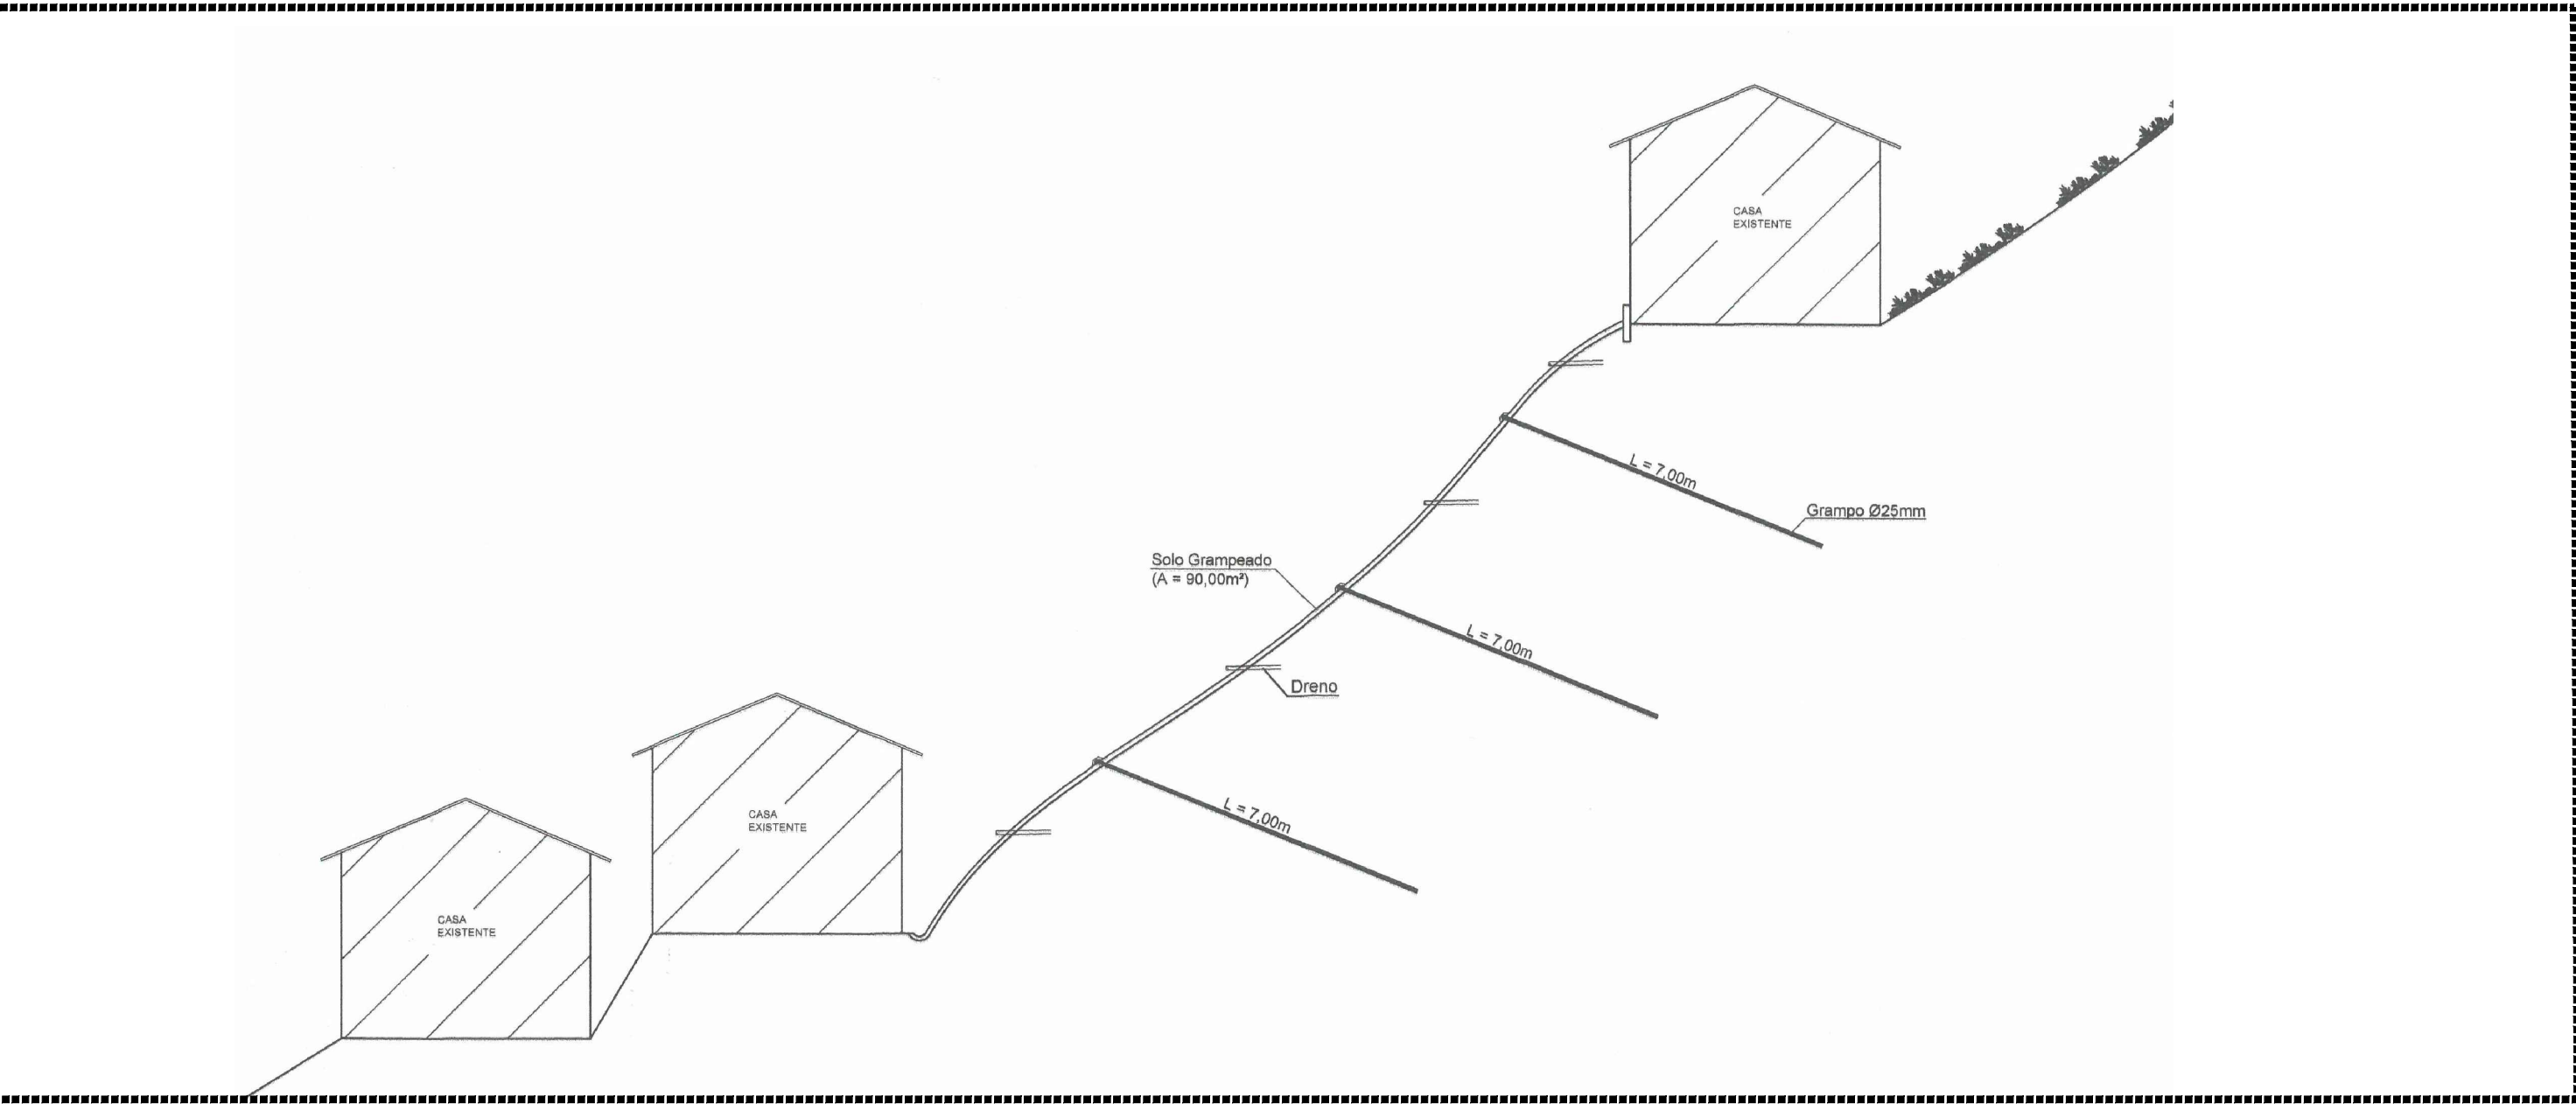 CASA
EXISTENTE
L = 7,00m
Grampo Ø25mm
Solo Grampeado
(A = 90,00m²)
L = 7,00m
Dreno
L = 7,00m
CASA
EXISTENTE
CASA
EXISTENTE